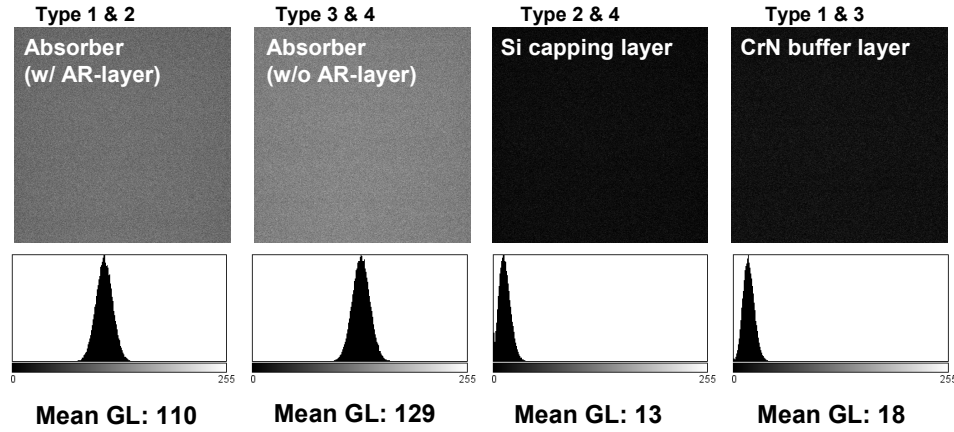 Type 1 & 2
Type 3 & 4
Type 2 & 4
Type 1 & 3
Absorber
(w/ AR-layer)
Absorber
(w/o AR-layer)
Si capping layer
CrN buffer layer
0 255
0 255
0 255
0 255
Mean GL: 110
Mean GL: 129
Mean GL: 13
Mean GL: 18